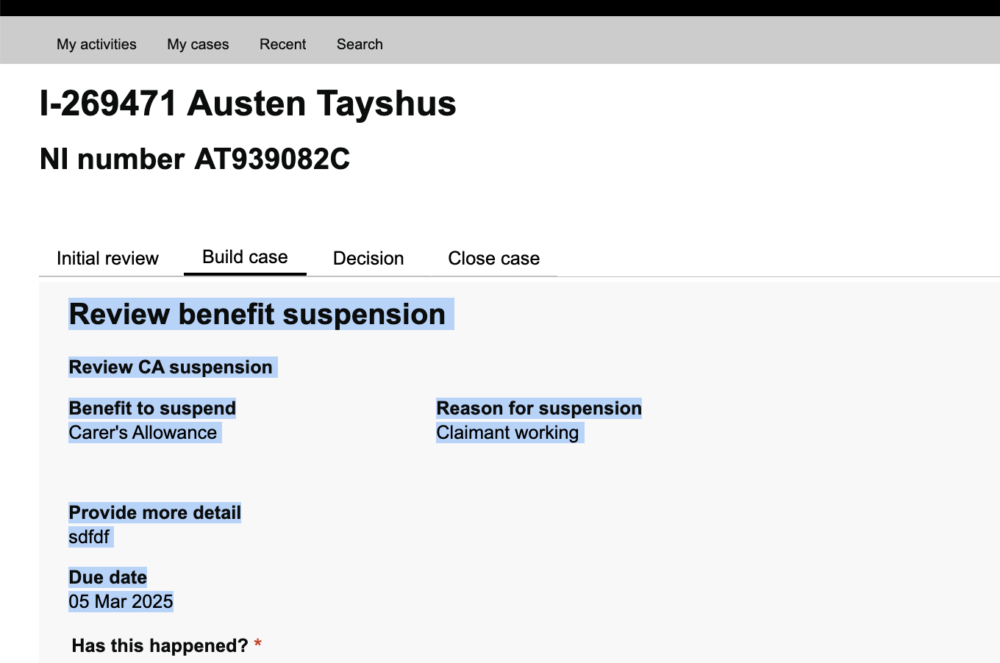 My activities My cases Recent Search
I-269471 Austen Tayshus
NI number AT939082C
Initial review Build case Decision Close case
Review benefit suspension
Review CA suspension
Benefit to suspend Reason for suspension
Carer's Allowance Claimant working
Provide more detail
sdfdf
Due date
05 Mar 2025
Has this happened? *